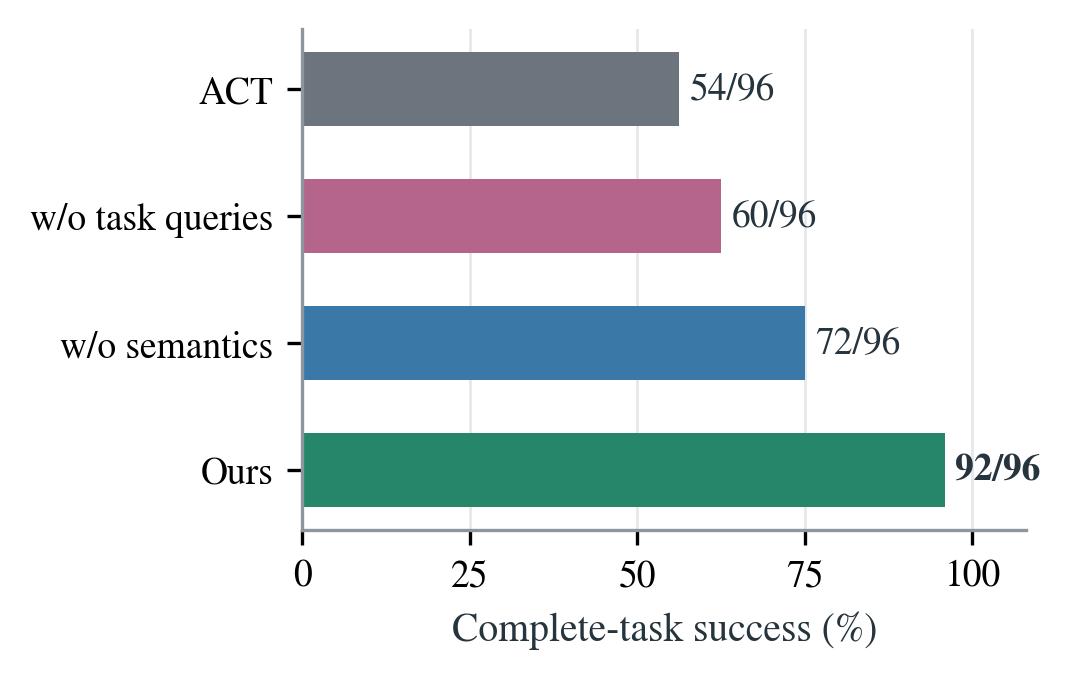 ACT 54/96
w/o task queries 60/96
w/o semantics 72/96
Ours 92/96
0 25 50 75 100
Complete-task success (%)